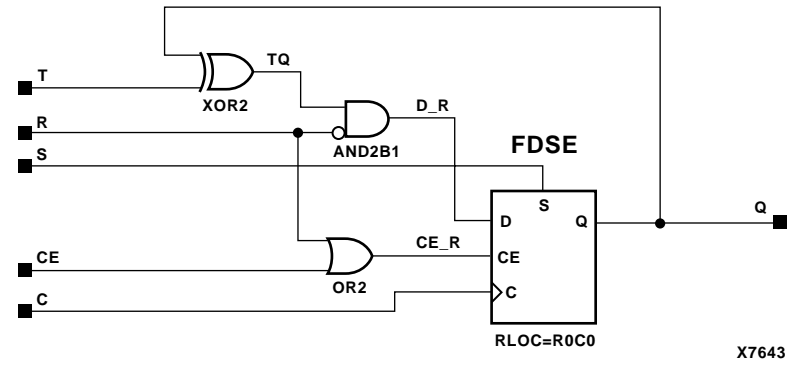 T
TQ
XOR2
R
D_R
AND2B1
S
FDSE
S
D
Q
Q
CE
CE_R
CE
OR2
C
C
RLOC=R0C0
X7643